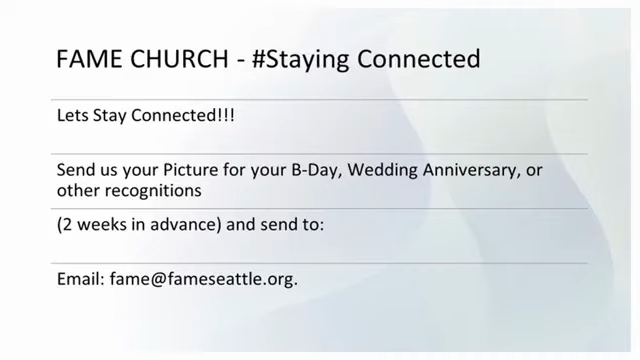 FAME CHURCH - #Staying Connected
Lets Stay Connected!!!
Send us your Picture for your B-Day, Wedding Anniversary, or
other recognitions
(2 weeks in advance) and send to:
Email: fame@fameseattle.org.